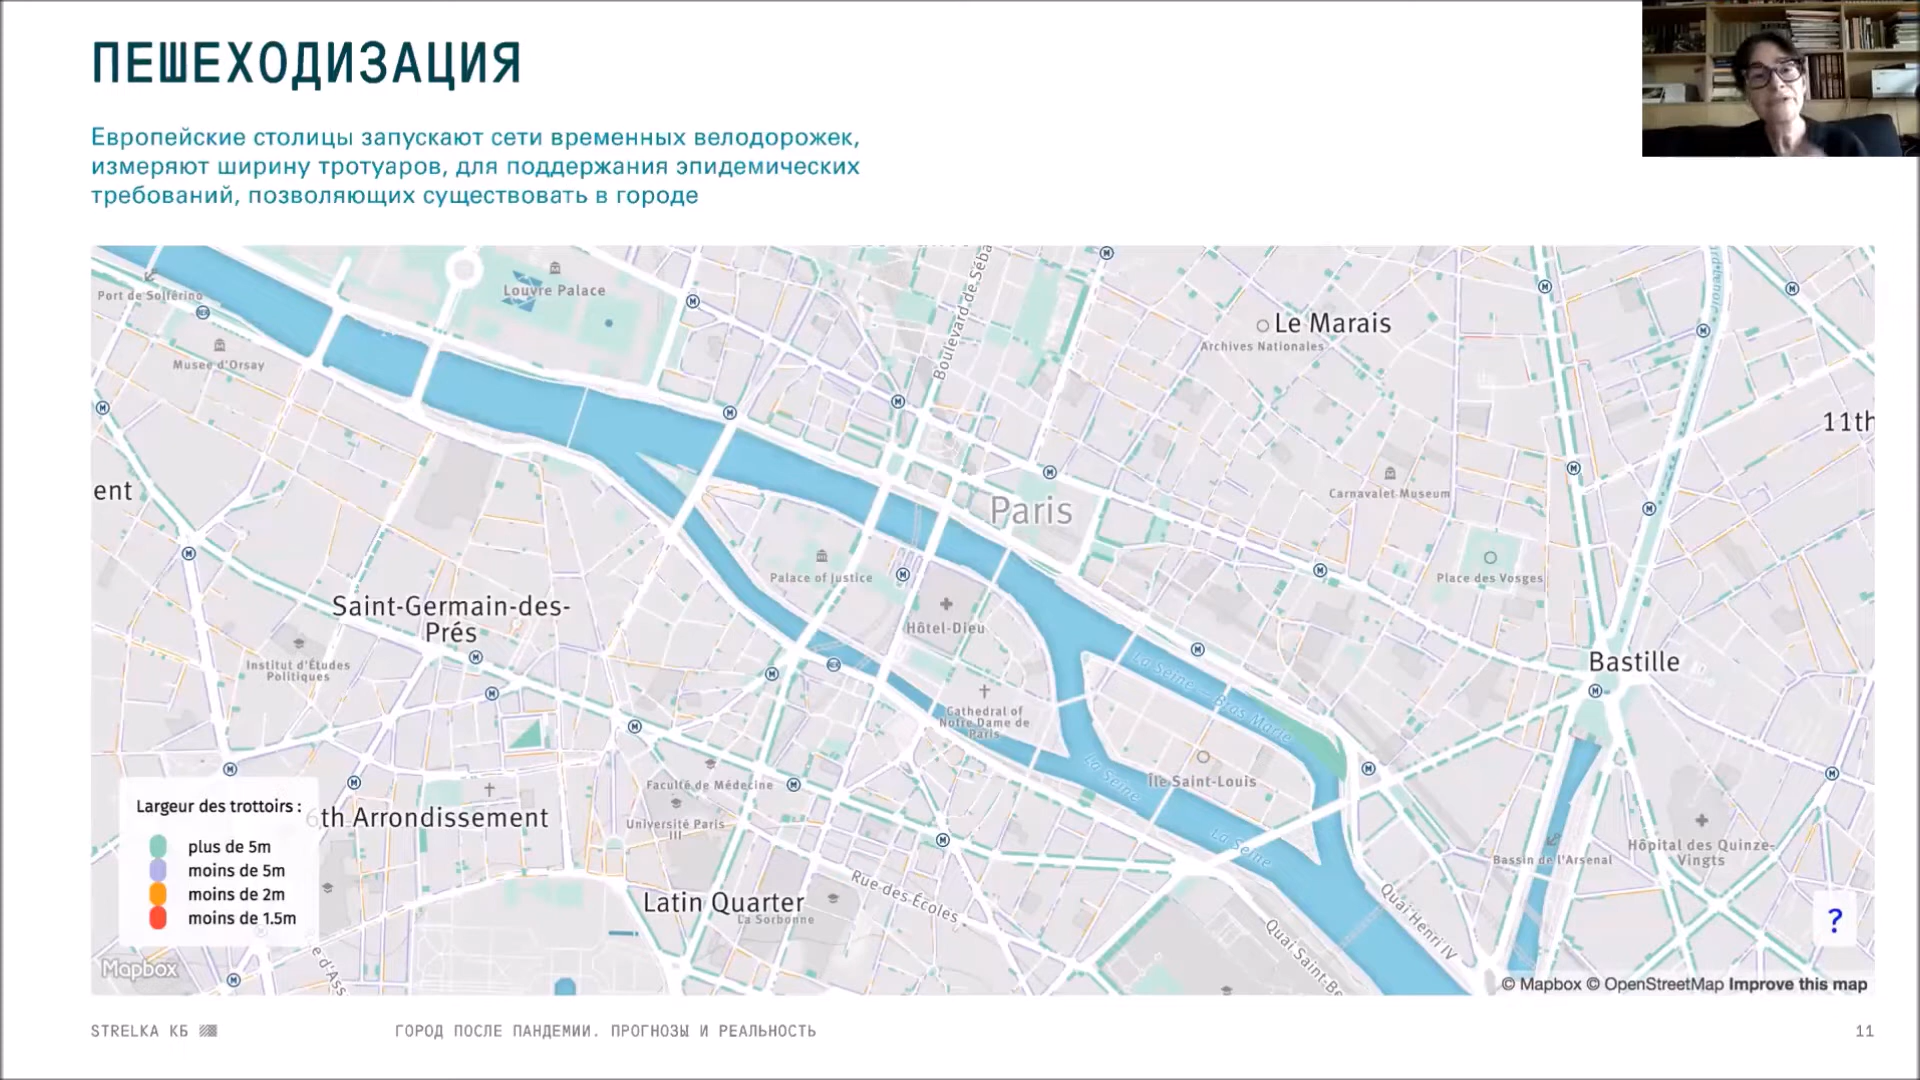 ПЕШЕХОДИЗАЦИЯ
Европейские столицы запускают сети временных велодорожек,
измеряют ширину тротуаров, для поддержания эпидемических
требований, позволяющих существовать в городе
Port de Solférino
Louvre Palace
Boulevard de Séba
Le Marais
Archives Nationales
Musée d'Orsay
11th
ent
Carnavalet Museum
Paris
Palace of Justice
Place des Vosges
Saint-Germain-des-
Prés
Hôtel-Dieu
Institut d'Études
Politiques
La Seine – Bras Marie
Bastille
Cathedral of
Notre Dame de
Paris
La Seine
Île Saint-Louis
Faculté de Médecine
Largeur des trottoirs :
plus de 5m
moins de 5m
moins de 2m
moins de 1.5m
6th Arrondissement
Université Paris
III
La Seine
Bassin de l'Arsenal
Hôpital des Quinze-
Vingts
Latin Quarter
La Sorbonne
Rue des Écoles
Quai Henri IV
Quai Saint-Be
e d'Ass
?
Mapbox
© Mapbox © OpenStreetMap Improve this map
STRELKA КБ
ГОРОД ПОСЛЕ ПАНДЕМИИ. ПРОГНОЗЫ И РЕАЛЬНОСТЬ
11